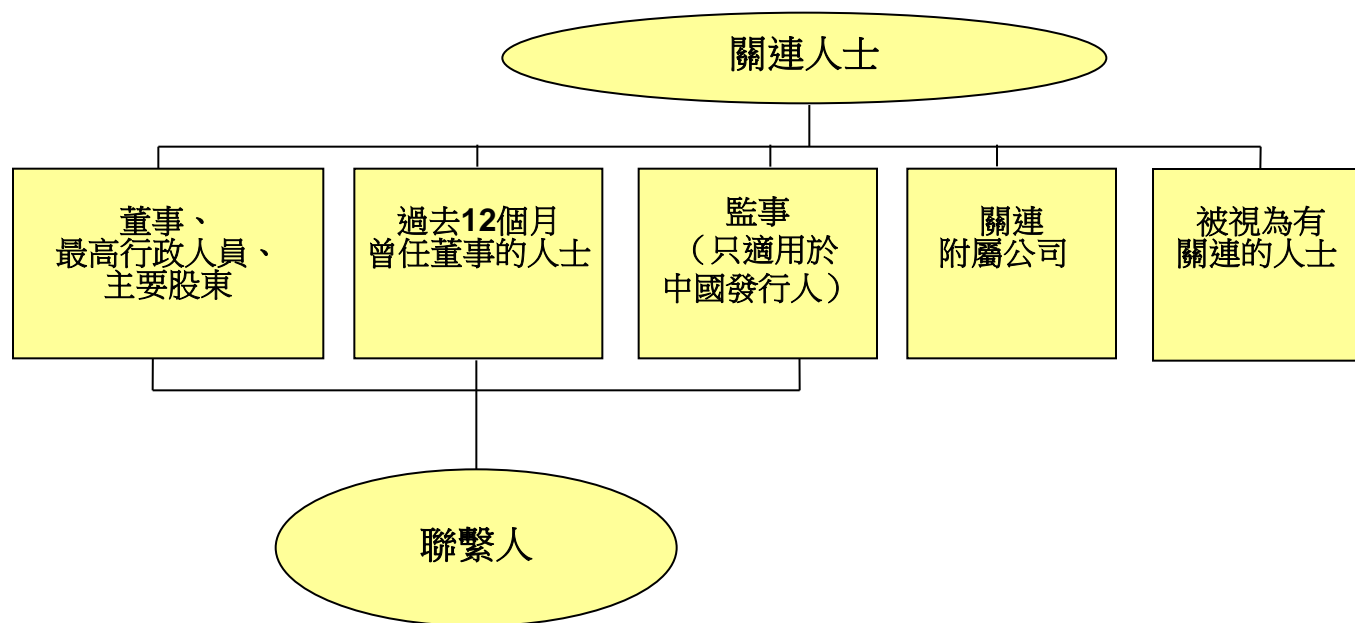 關連人士
董事、
最高行政人員、
主要股東
過去12個月
曾任董事的人士
監事
（只適用於
中國發行人）
關連
附屬公司
被視為有
關連的人士
聯繫人